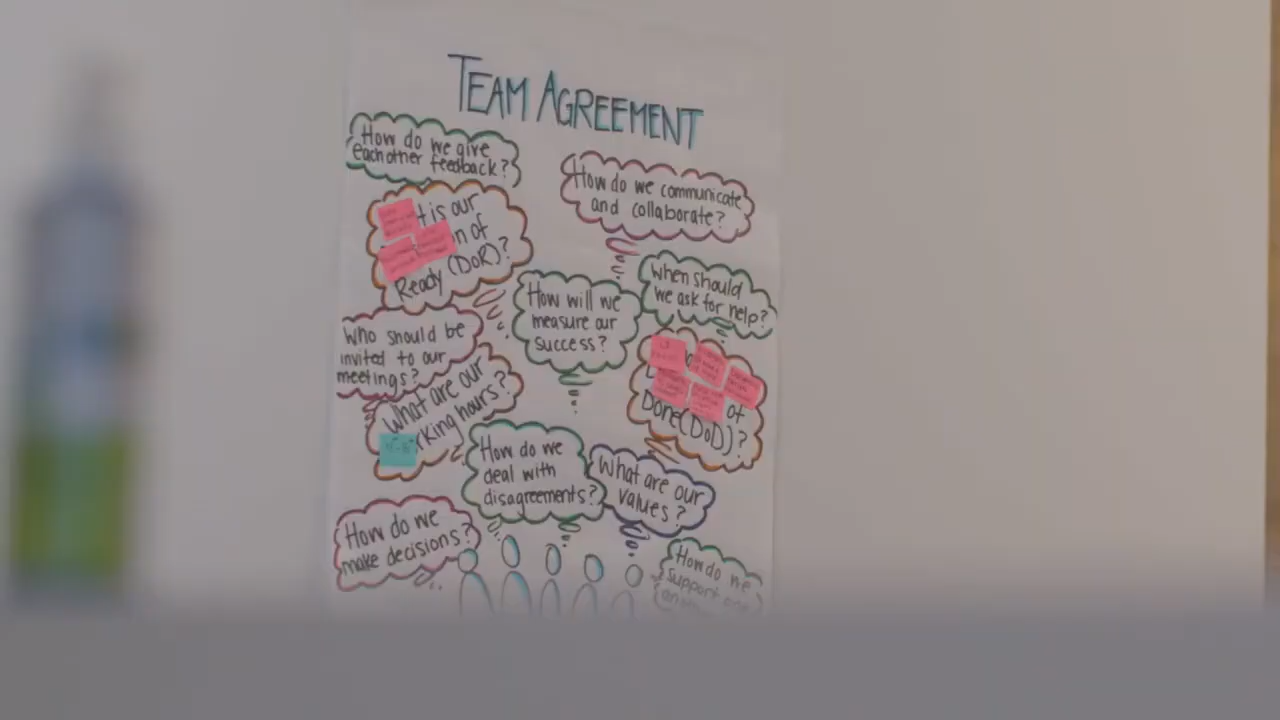 TEAM AGREEMENT
How do we give
each other feedback?
How do we communicate
and collaborate?
t is our
n of
Ready (DoR)?
When should
we ask for help?
How will we
measure our
success?
Who should be
invited to our
meetings?
What are our
rking hours?
of
Done (DoD)?
How do we
deal with
disagreements?
What are our
values?
How do we
make decisions?
How do we
support one